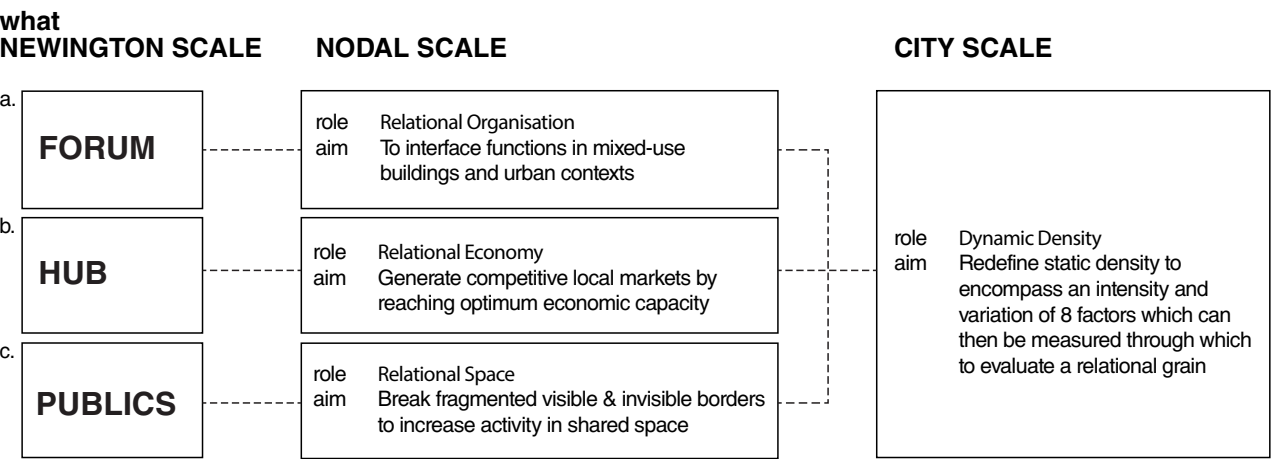 what
NEWINGTON SCALE
NODAL SCALE
CITY SCALE
a.
FORUM
role Relational Organisation
aim To interface functions in mixed-use
buildings and urban contexts
b.
HUB
role Relational Economy
aim Generate competitive local markets by
reaching optimum economic capacity
c.
PUBLICS
role Relational Space
aim Break fragmented visible & invisible borders
to increase activity in shared space
role Dynamic Density
aim Redefine static density to
encompass an intensity and
variation of 8 factors which can
then be measured through which
to evaluate a relational grain